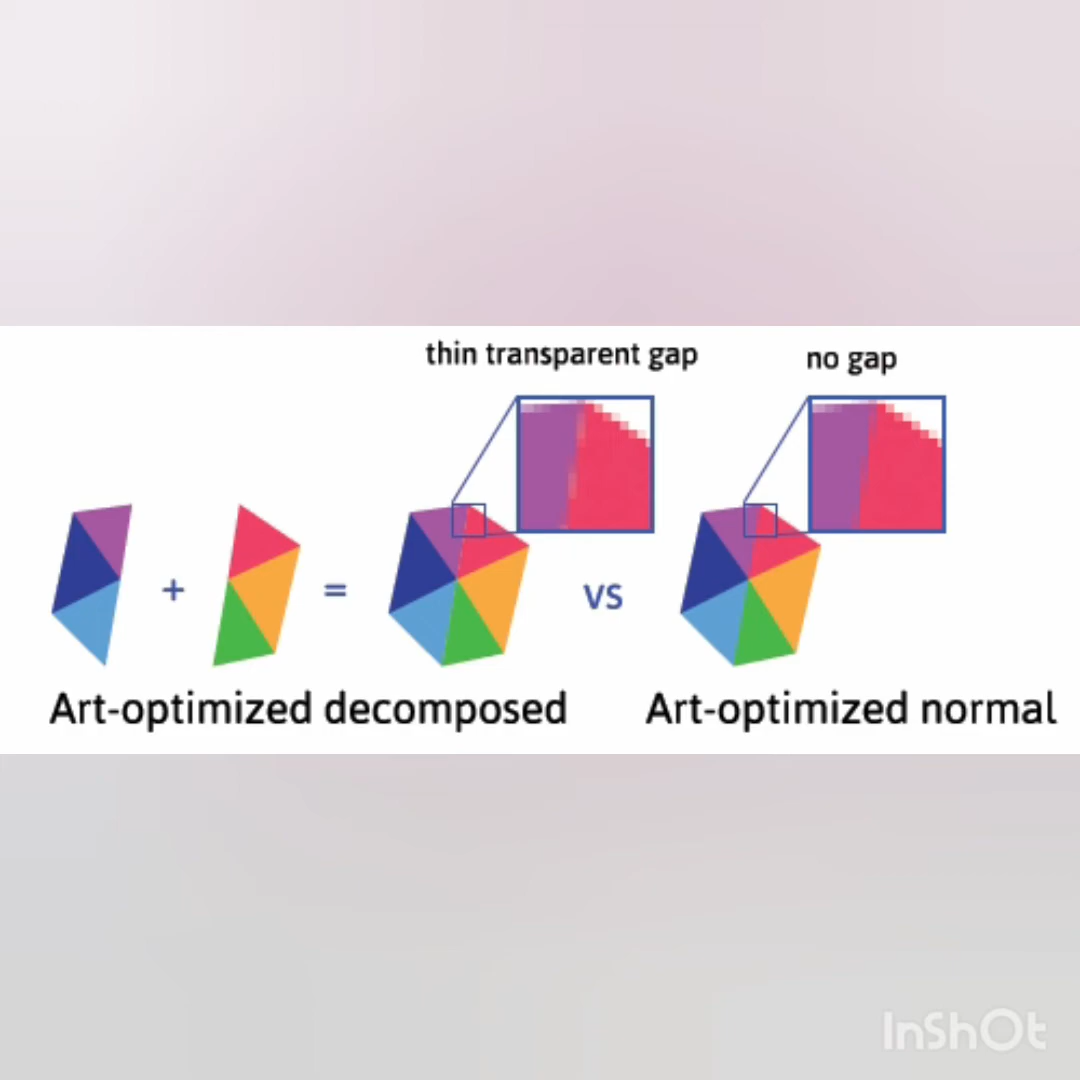 thin transparent gap
no gap
+
=
vs
Art-optimized decomposed
Art-optimized normal
InShOt